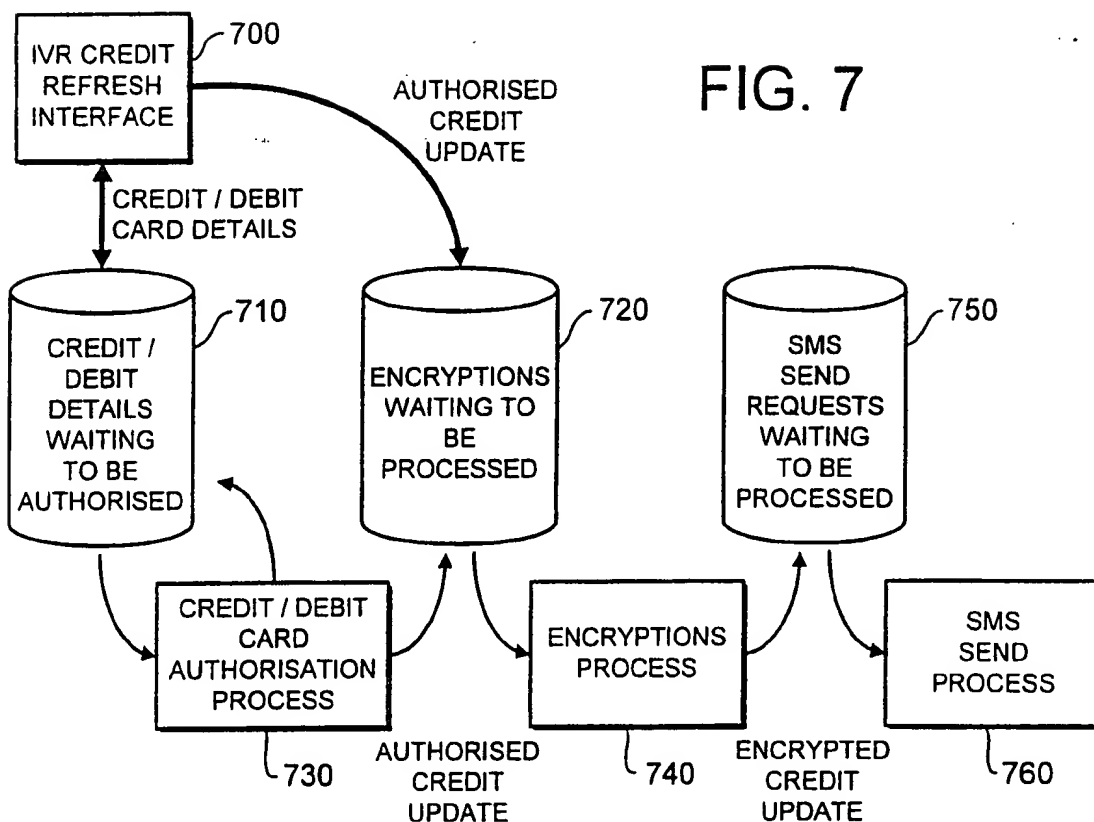 700
IVR CREDIT
REFRESH
INTERFACE
FIG. 7
AUTHORISED
CREDIT
UPDATE
CREDIT / DEBIT
CARD DETAILS
710
CREDIT /
DEBIT
DETAILS
WAITING
TO BE
AUTHORISED
720
ENCRYPTIONS
WAITING TO
BE
PROCESSED
750
SMS
SEND
REQUESTS
WAITING
TO BE
PROCESSED
CREDIT / DEBIT
CARD
AUTHORISATION
PROCESS
730
AUTHORISED
CREDIT
UPDATE
ENCRYPTIONS
PROCESS
740
ENCRYPTED
CREDIT
UPDATE
SMS
SEND
PROCESS
760